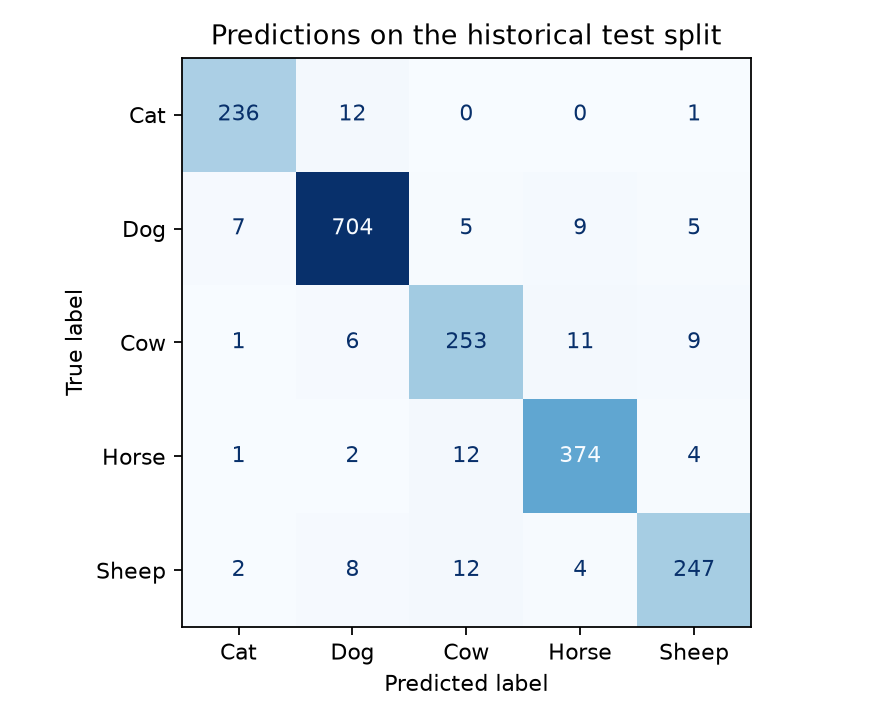 Predictions on the historical test split
Cat 236 12 0 0 1
Dog 7 704 5 9 5
Cow 1 6 253 11 9
Horse 1 2 12 374 4
Sheep 2 8 12 4 247
True label
Cat Dog Cow Horse Sheep
Predicted label